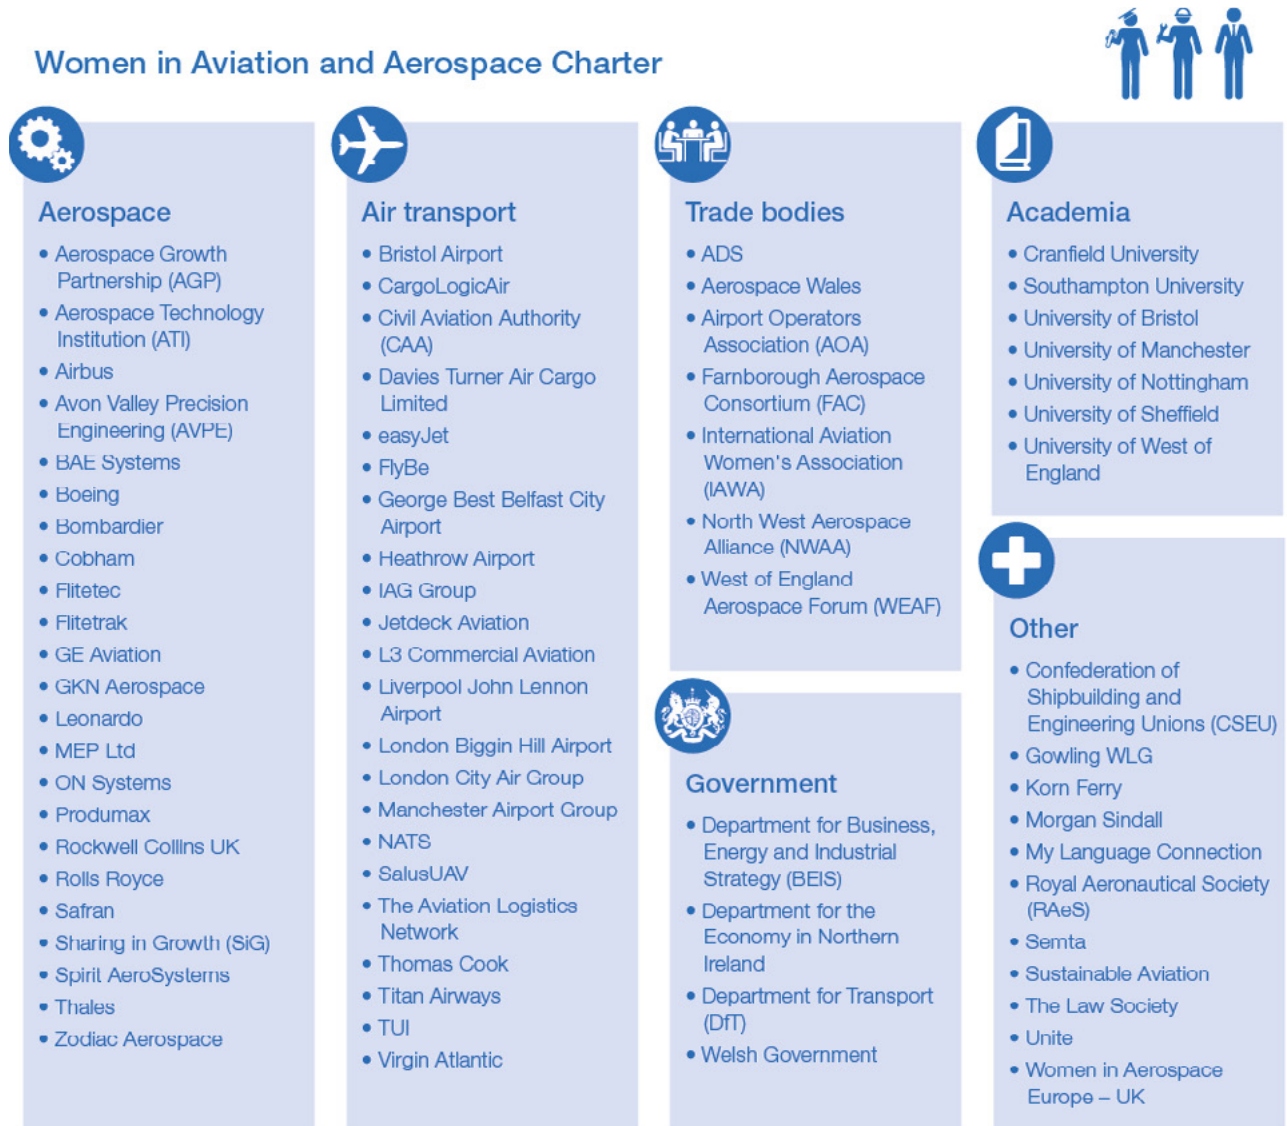 Women in Aviation and Aerospace Charter
Aerospace
• Aerospace Growth
Partnership (AGP)
• Aerospace Technology
Institution (ATI)
• Airbus
• Avon Valley Precision
Engineering (AVPE)
• BAE Systems
• Boeing
• Bombardier
• Cobham
• Flitetec
• Flitetrak
• GE Aviation
• GKN Aerospace
• Leonardo
• MEP Ltd
• ON Systems
• Produmax
• Rockwell Collins UK
• Rolls Royce
• Safran
• Sharing in Growth (SiG)
• Spirit AeroSystems
• Thales
• Zodiac Aerospace
Air transport
• Bristol Airport
• CargoLogicAir
• Civil Aviation Authority
(CAA)
• Davies Turner Air Cargo
Limited
• easyJet
• FlyBe
• George Best Belfast City
Airport
• Heathrow Airport
• IAG Group
• Jetdeck Aviation
• L3 Commercial Aviation
• Liverpool John Lennon
Airport
• London Biggin Hill Airport
• London City Air Group
• Manchester Airport Group
• NATS
• SalusUAV
• The Aviation Logistics
Network
• Thomas Cook
• Titan Airways
• TUI
• Virgin Atlantic
Trade bodies
• ADS
• Aerospace Wales
• Airport Operators
Association (AOA)
• Farnborough Aerospace
Consortium (FAC)
• International Aviation
Women's Association
(IAWA)
• North West Aerospace
Alliance (NWAA)
• West of England
Aerospace Forum (WEAF)
Government
• Department for Business,
Energy and Industrial
Strategy (BEIS)
• Department for the
Economy in Northern
Ireland
• Department for Transport
(DfT)
• Welsh Government
Academia
• Cranfield University
• Southampton University
• University of Bristol
• University of Manchester
• University of Nottingham
• University of Sheffield
• University of West of
England
Other
• Confederation of
Shipbuilding and
Engineering Unions (CSEU)
• Gowling WLG
• Korn Ferry
• Morgan Sindall
• My Language Connection
• Royal Aeronautical Society
(RAeS)
• Semta
• Sustainable Aviation
• The Law Society
• Unite
• Women in Aerospace
Europe – UK